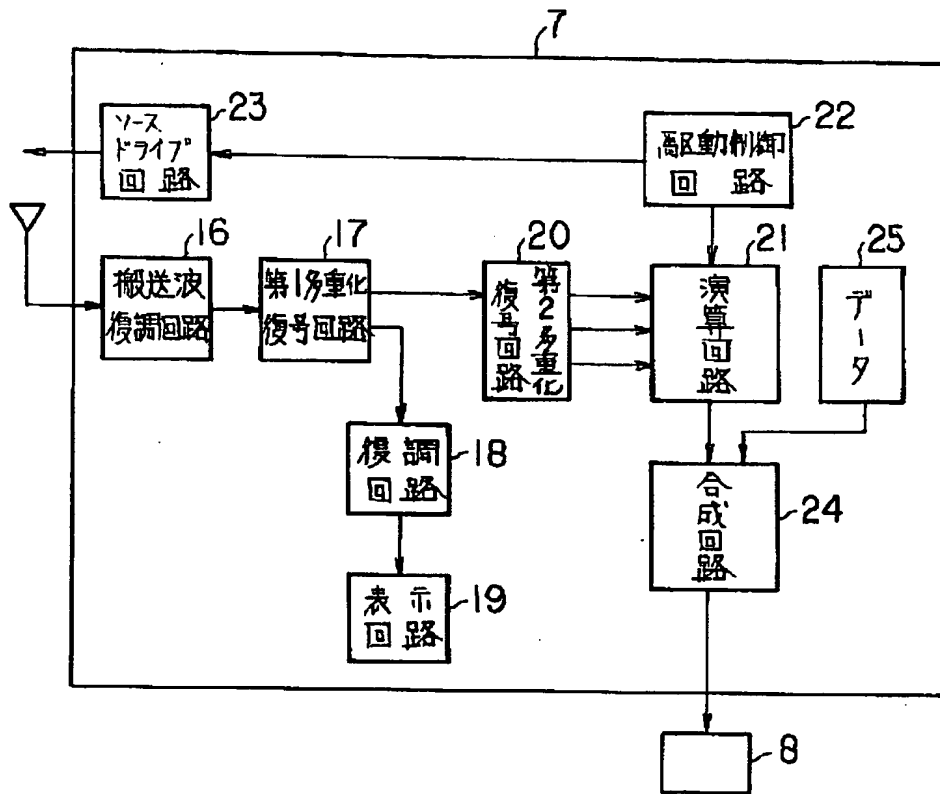 7
23
ソース
ドライブ
回路
22
駆動制御
回路
16
搬送波
復調回路
17
第1多重化
復号回路
20
第2多重化
復号回路
21
演算回路
25
データ
復調
回路
18
合成回路
24
表示
回路
19
8